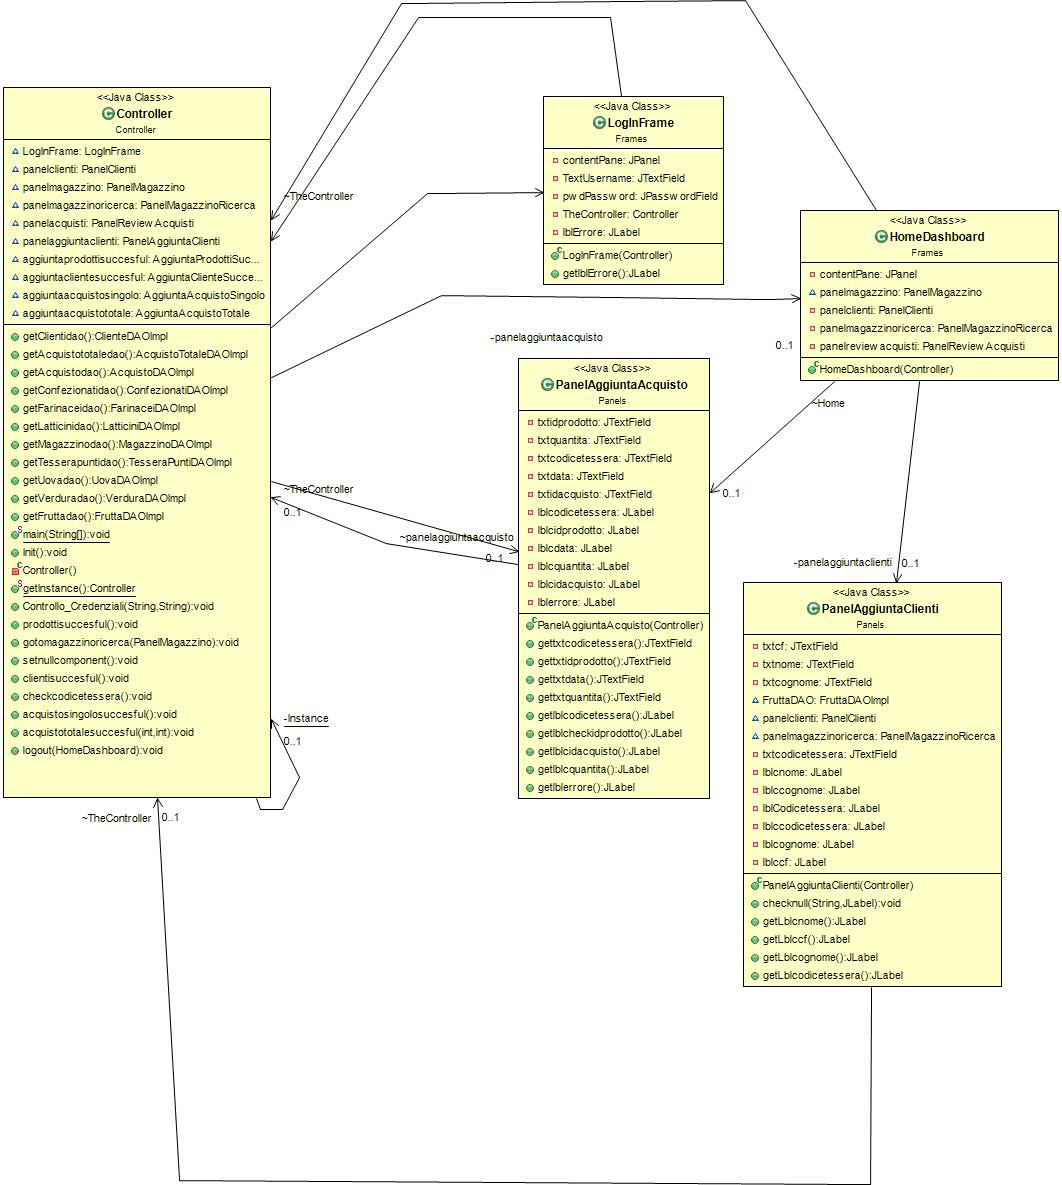 <<Java Class>>
Controller
Controller
LogInFrame: LogInFrame
panelclienti: PanelClienti
panelmagazzino: PanelMagazzino
panelmagazzinoricerca: PanelMagazzinoRicerca
panelacquisti: PanelReview Acquisti
panelaggiuntaclienti: PanelAggiuntaClienti
aggiuntaprodottisuccesful: AggiuntaProdottiSuc...
aggiuntaclientesuccesful: AggiuntaClienteSucce...
aggiuntaacquistosingolo: AggiuntaAcquistoSingolo
aggiuntaacquistototale: AggiuntaAcquistoTotale
getClientidao():ClienteDAOImpl
getAcquistototaledao():AcquistoTotaleDAOImpl
getAcquistodao():AcquistoDAOImpl
getConfezionatidao():ConfezionatiDAOImpl
getFarinaceidao():FarinaceiDAOImpl
getLatticinidao():LatticiniDAOImpl
getMagazzinodao():MagazzinoDAOImpl
getTesserapuntidao():TesseraPuntiDAOImpl
getUovadao():UovaDAOImpl
getVerduradao():VerduraDAOImpl
getFruttadao():FruttaDAOImpl
main(String[]):void
Init():void
Controller()
getInstance():Controller
Controllo_Credenziali(String,String):void
prodottisuccesful():void
gotomagazzinoricerca(PanelMagazzino):void
setnullcomponent():void
clientisuccesful():void
checkcodicetessera():void
acquistosingolosuccesful():void
acquistototalesuccesful(int,int):void
logout(HomeDashboard):void
~TheController
<<Java Class>>
LogInFrame
Frames
contentPane: JPanel
TextUsername: JTextField
pw dPassw ord: JPassw ordField
TheController: Controller
lblErrore: JLabel
LogInFrame(Controller)
getlblErrore():JLabel
<<Java Class>>
HomeDashboard
Frames
contentPane: JPanel
panelmagazzino: PanelMagazzino
panelclienti: PanelClienti
panelmagazzinoricerca: PanelMagazzinoRicerca
panelreview acquisti: PanelReview Acquisti
HomeDashboard(Controller)
-panelaggiuntaacquisto
0..1
~Home
0..1
<<Java Class>>
PanelAggiuntaAcquisto
Panels
txtidprodotto: JTextField
txtquantita: JTextField
txtcodicetessera: JTextField
txtdata: JTextField
txtidacquisto: JTextField
lblcodicetessera: JLabel
lblcidprodotto: JLabel
lblcdata: JLabel
lblcquantita: JLabel
lblcidacquisto: JLabel
lblerrore: JLabel
PanelAggiuntaAcquisto(Controller)
gettxtcodicetessera():JTextField
gettxtidprodotto():JTextField
gettxtdata():JTextField
gettxtquantita():JTextField
getlblcodicetessera():JLabel
getlblcheckidprodotto():JLabel
getlblcidacquisto():JLabel
getlblcquantita():JLabel
getlblerrore():JLabel
~TheController
0..1
~panelaggiuntaacquisto
0..1
-panelaggiuntaclienti
0..1
<<Java Class>>
PanelAggiuntaClienti
Panels
txtcf: JTextField
txtnome: JTextField
txtcognome: JTextField
FruttaDAO: FruttaDAOImpl
panelclienti: PanelClienti
panelmagazzinoricerca: PanelMagazzinoRicerca
txtcodicetessera: JTextField
lblcnome: JLabel
lblccognome: JLabel
lblCodicetessera: JLabel
lblccodicetessera: JLabel
lblcognome: JLabel
lblccf: JLabel
PanelAggiuntaClienti(Controller)
checknull(String,JLabel):void
getLblcnome():JLabel
getLblccf():JLabel
getLblcognome():JLabel
getLblcodicetessera():JLabel
-Instance
0..1
~TheController
0..1